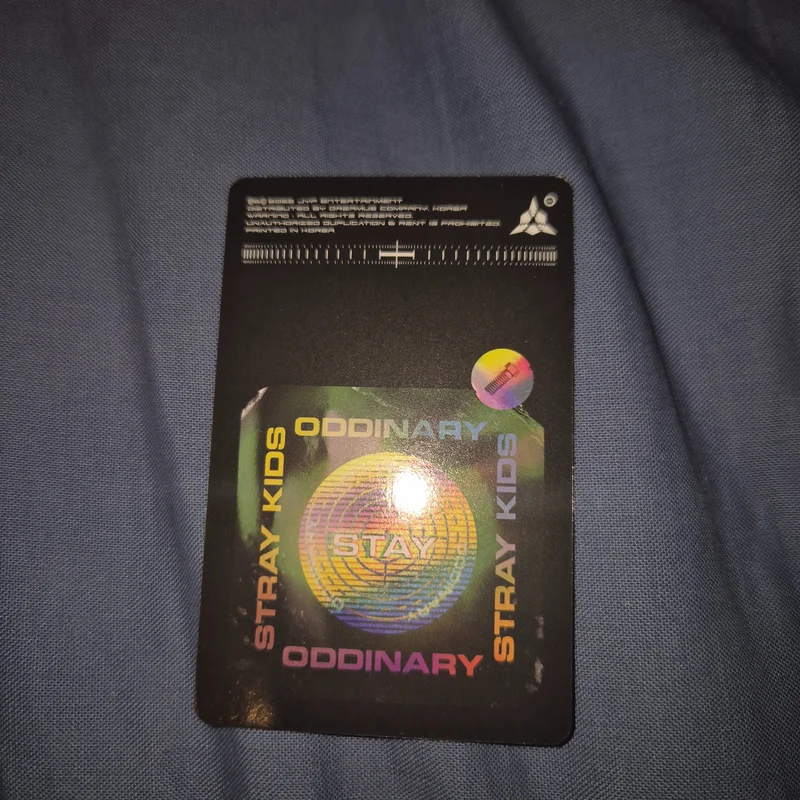 ℗&© 2022 JYP ENTERTAINMENT
DISTRIBUTED BY DREAMUS COMPANY. KOREA
WARNING : ALL RIGHTS RESERVED.
UNAUTHORIZED DUPLICATION & RENT IS PROHIBITED.
PRINTED IN KOREA
ODDINARY
STRAY KIDS
STRAY KIDS
STAY
ODDINARY